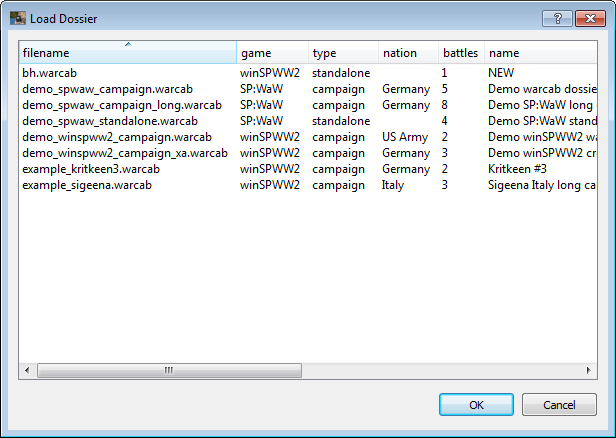 Load Dossier
filename game type nation battles name
bh.warcab winSPWW2 standalone 1 NEW
demo_spwaw_campaign.warcab SP:WaW campaign Germany 5 Demo warcab dossie
demo_spwaw_campaign_long.warcab SP:WaW campaign Germany 8 Demo SP:WaW long
demo_spwaw_standalone.warcab SP:WaW standalone 4 Demo SP:WaW stand
demo_winspww2_campaign.warcab winSPWW2 campaign US Army 2 Demo winSPWW2 wa
demo_winspww2_campaign_xa.warcab winSPWW2 campaign Germany 3 Demo winSPWW2 cr
example_kritkeen3.warcab winSPWW2 campaign Germany 2 Kritkeen #3
example_sigeena.warcab winSPWW2 campaign Italy 3 Sigeena Italy long ca
OK Cancel